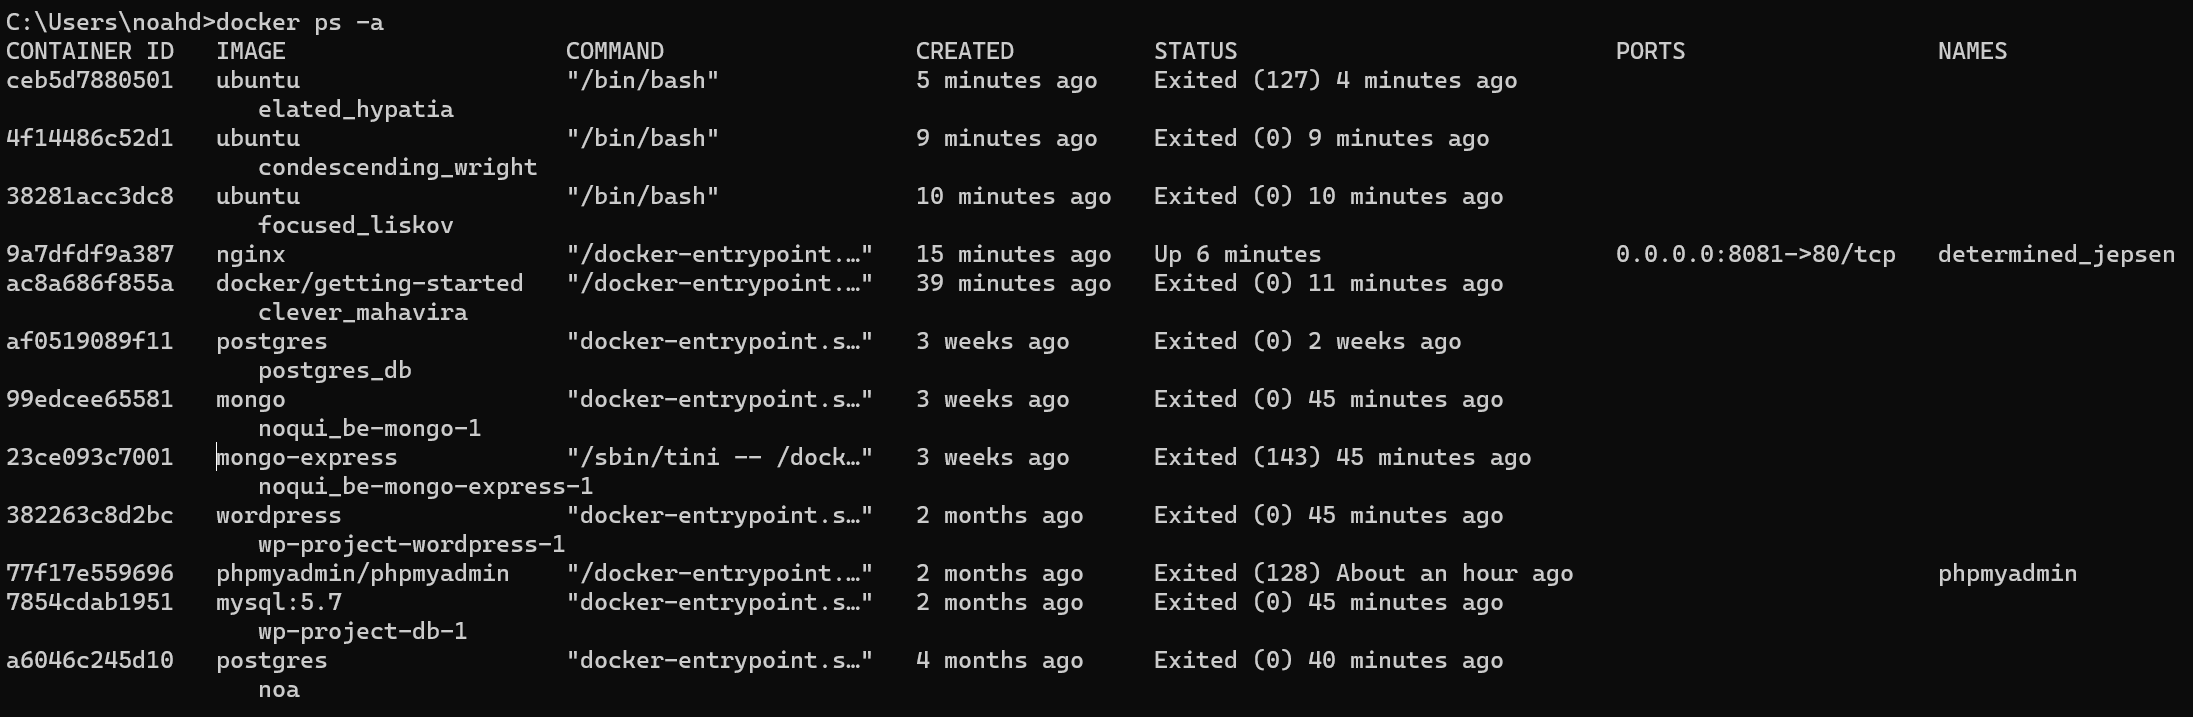 C:\Users\noahd>docker ps -a
CONTAINER ID   IMAGE                    COMMAND                  CREATED          STATUS                           PORTS                  NAMES
ceb5d7880501   ubuntu                   "/bin/bash"              5 minutes ago    Exited (127) 4 minutes ago
                  elated_hypatia
4f14486c52d1   ubuntu                   "/bin/bash"              9 minutes ago    Exited (0) 9 minutes ago
                  condescending_wright
38281acc3dc8   ubuntu                   "/bin/bash"              10 minutes ago   Exited (0) 10 minutes ago
                  focused_liskov
9a7dfdf9a387   nginx                    "/docker-entrypoint.…"   15 minutes ago   Up 6 minutes                     0.0.0.0:8081->80/tcp   determined_jepsen
ac8a686f855a   docker/getting-started   "/docker-entrypoint.…"   39 minutes ago   Exited (0) 11 minutes ago
                  clever_mahavira
af0519089f11   postgres                 "docker-entrypoint.s…"   3 weeks ago      Exited (0) 2 weeks ago
                  postgres_db
99edcee65581   mongo                    "docker-entrypoint.s…"   3 weeks ago      Exited (0) 45 minutes ago
                  noqui_be-mongo-1
23ce093c7001   mongo-express            "/sbin/tini -- /dock…"   3 weeks ago      Exited (143) 45 minutes ago
                  noqui_be-mongo-express-1
382263c8d2bc   wordpress                "docker-entrypoint.s…"   2 months ago     Exited (0) 45 minutes ago
                  wp-project-wordpress-1
77f17e559696   phpmyadmin/phpmyadmin    "/docker-entrypoint.…"   2 months ago     Exited (128) About an hour ago                          phpmyadmin
7854cdab1951   mysql:5.7                "docker-entrypoint.s…"   2 months ago     Exited (0) 45 minutes ago
                  wp-project-db-1
a6046c245d10   postgres                 "docker-entrypoint.s…"   4 months ago     Exited (0) 40 minutes ago
                  noa